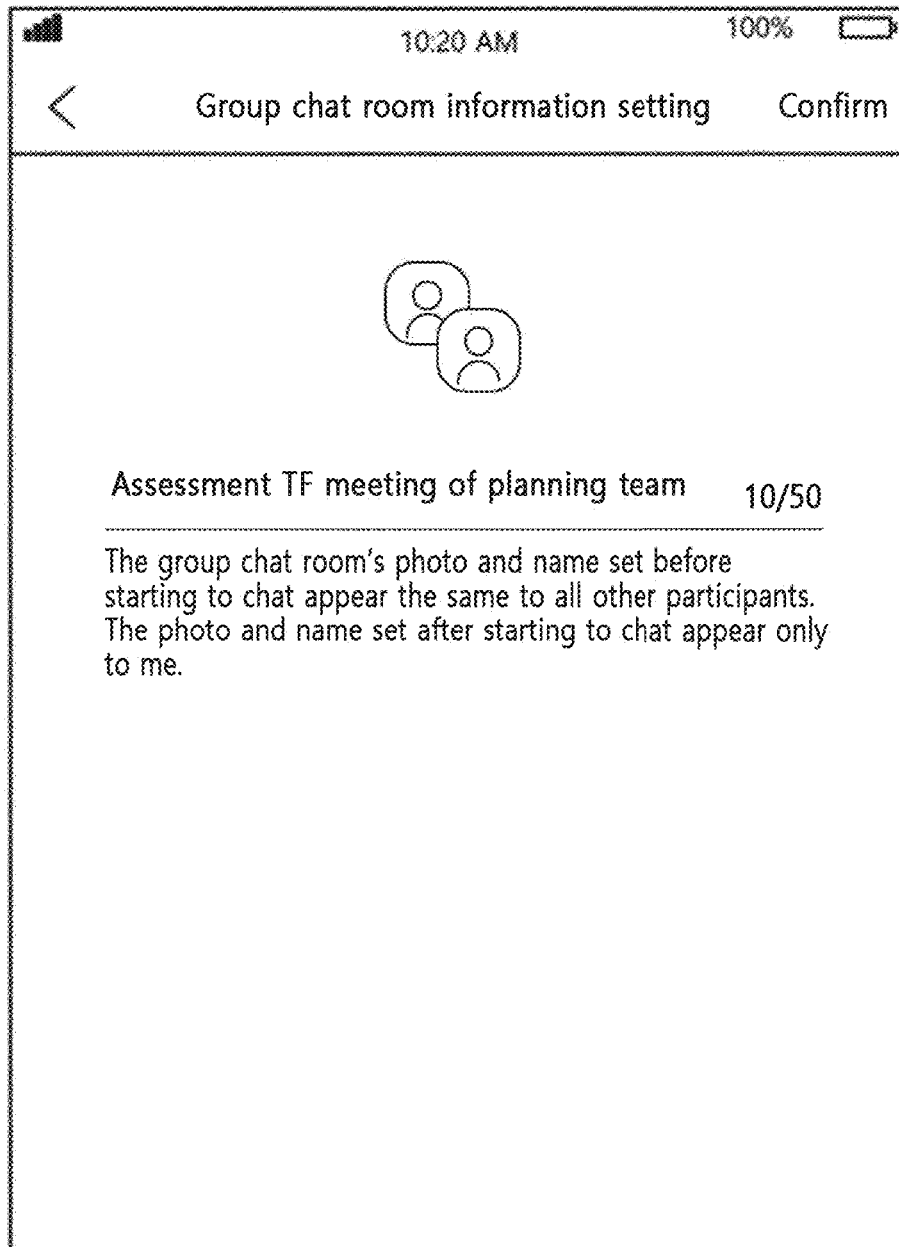 10:20 AM
100%
Group chat room information setting
Confirm
Assessment TF meeting of planning team
10/50
The group chat room's photo and name set before
starting to chat appear the same to all other participants.
The photo and name set after starting to chat appear only
to me.